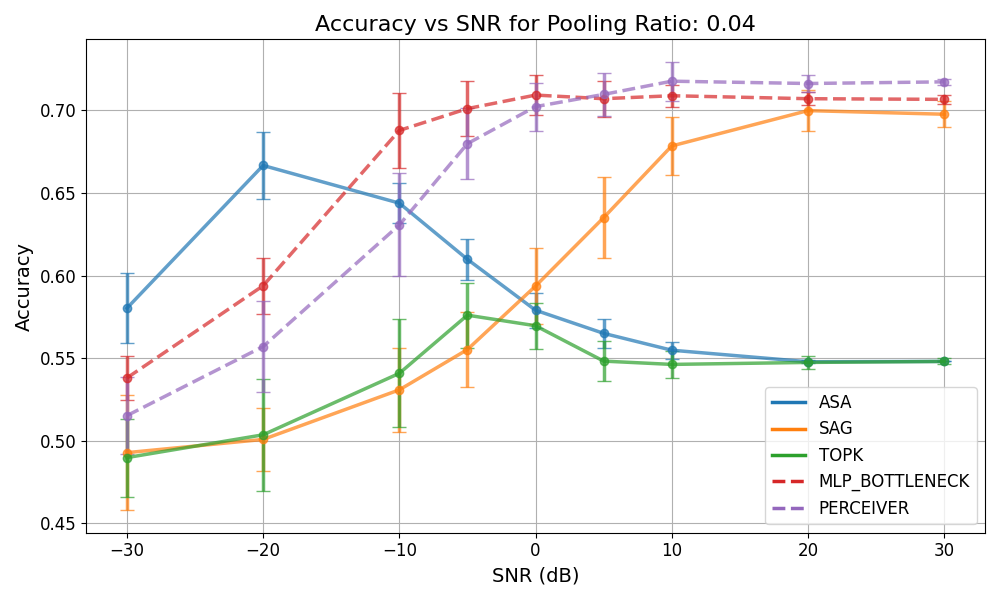 Accuracy vs SNR for Pooling Ratio: 0.04
Accuracy
0.70
0.65
0.60
0.55
0.50
0.45
ASA
SAG
TOPK
MLP_BOTTLENECK
PERCEIVER
−30
−20
−10
0
10
20
30
SNR (dB)